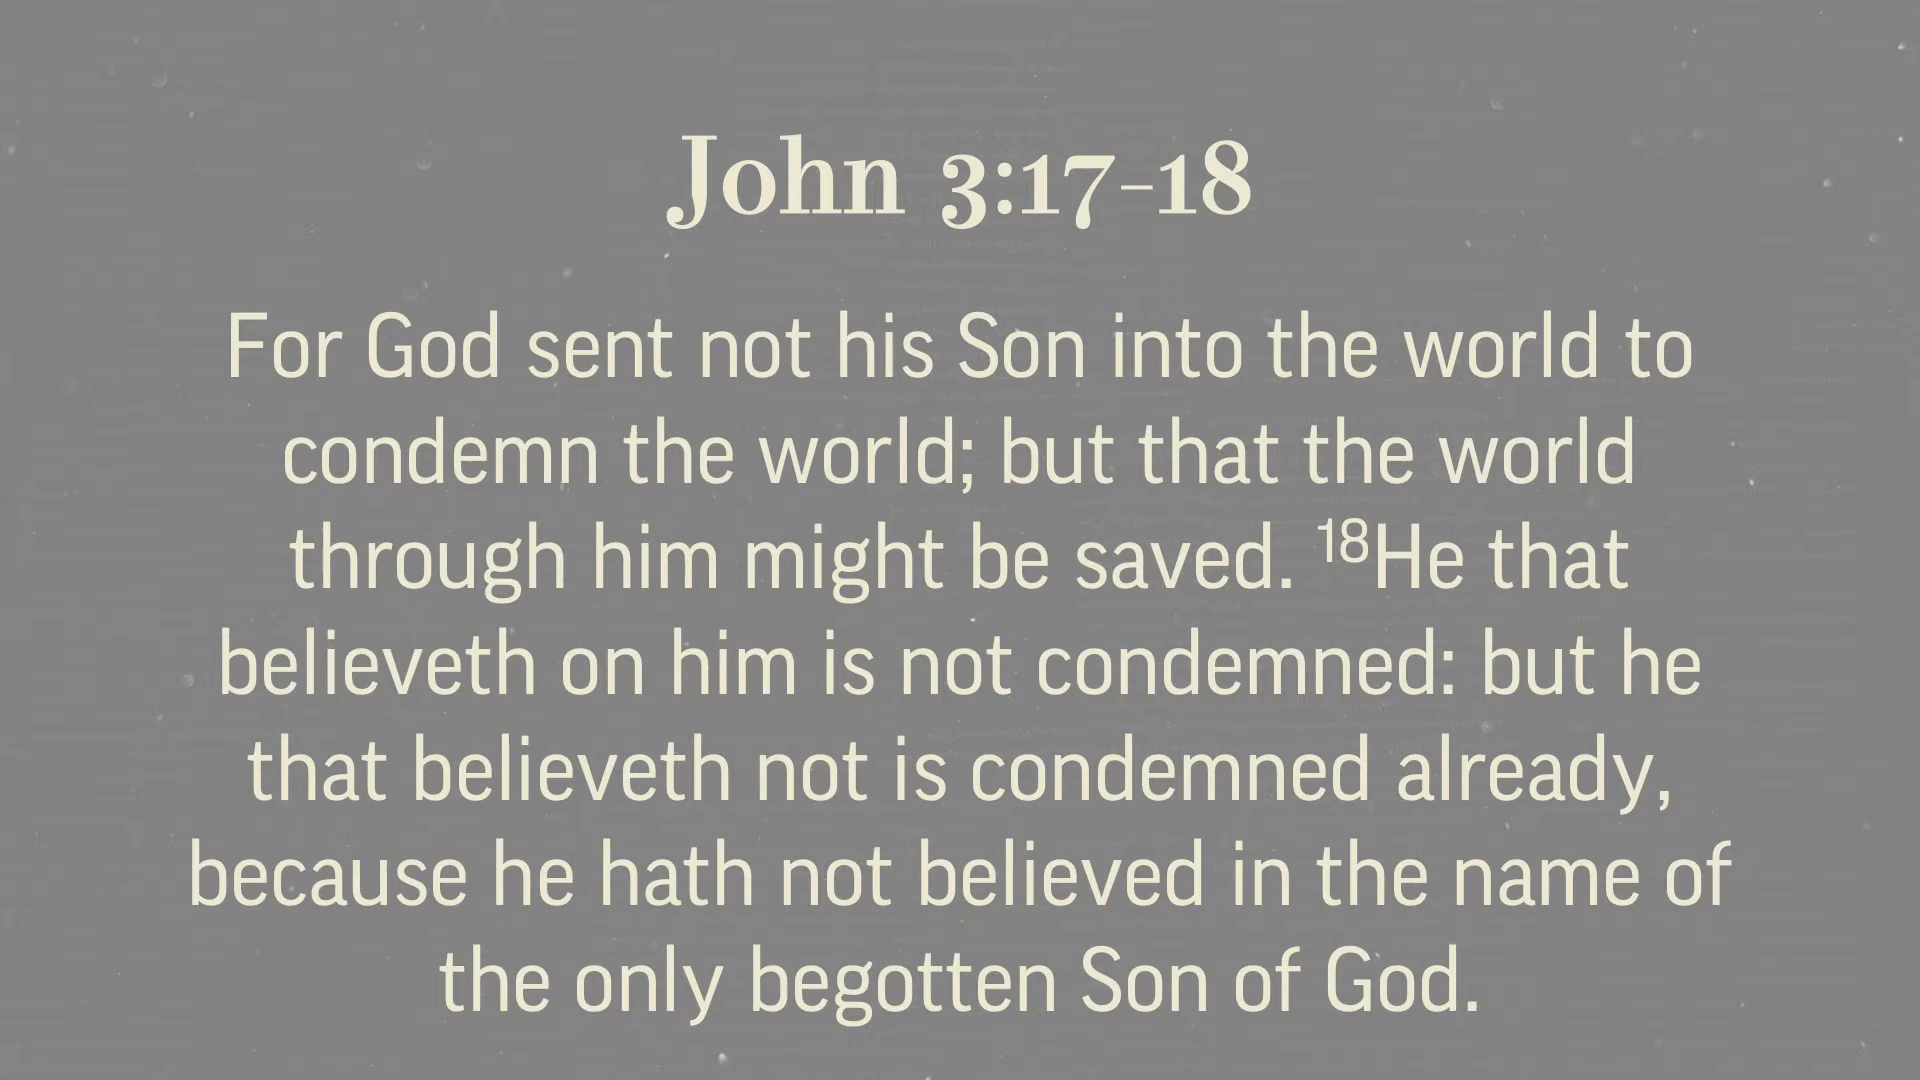 John 3:17–18
For God sent not his Son into the world to
condemn the world; but that the world
through him might be saved. ¹⁸He that
believeth on him is not condemned: but he
that believeth not is condemned already,
because he hath not believed in the name of
the only begotten Son of God.